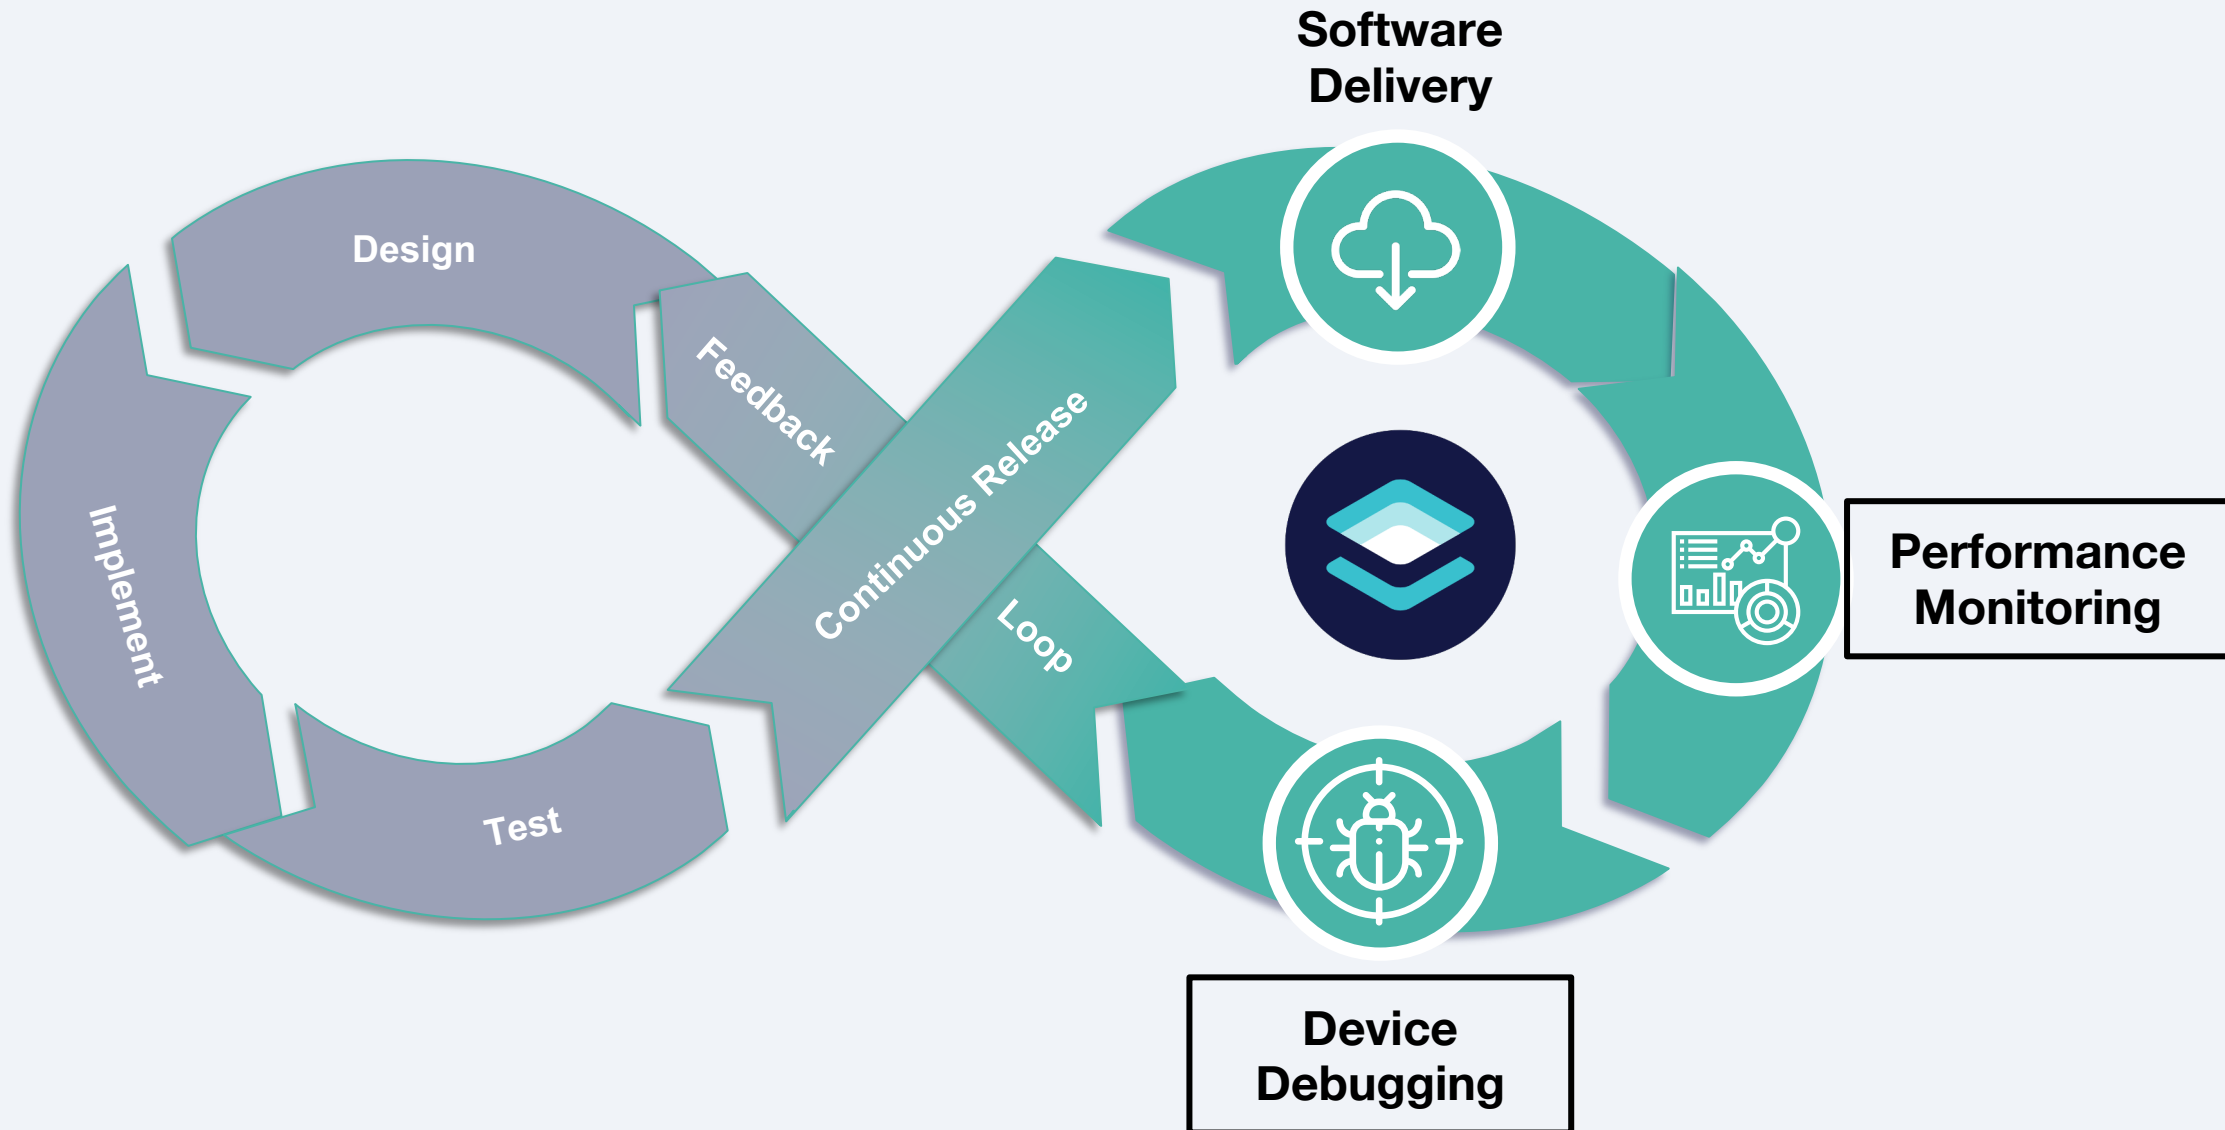 Software
Delivery
Design
Feedback
Continuous Release
Implement
Performance
Monitoring
Loop
Test
Device
Debugging